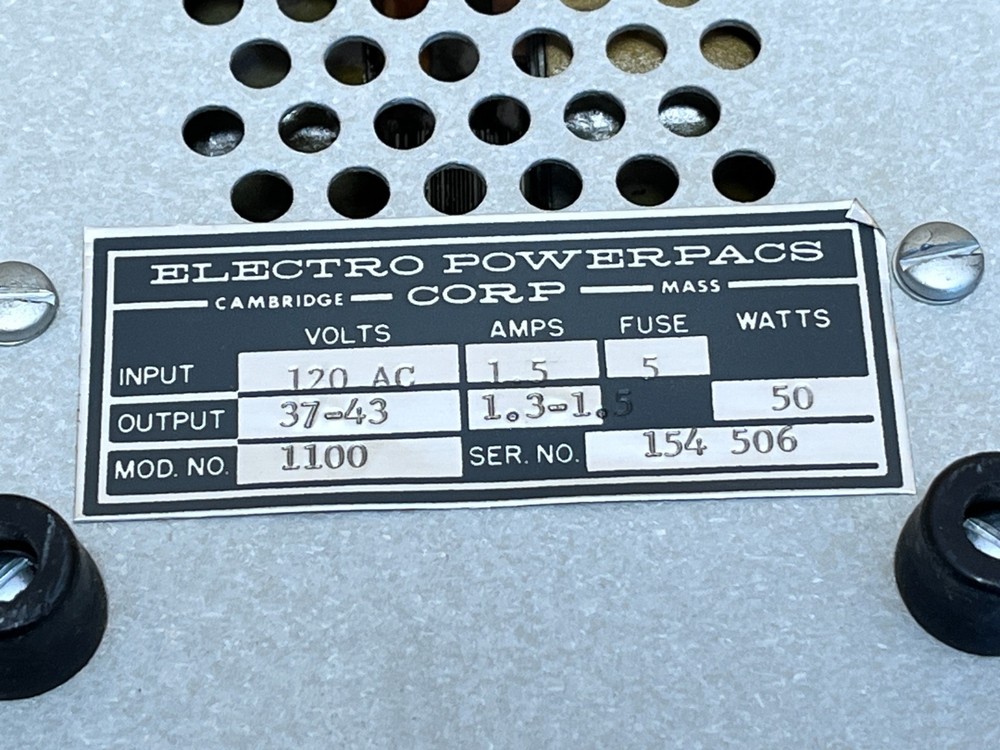 ELECTRO POWERPACS
CAMBRIDGE CORP MASS
VOLTS AMPS FUSE WATTS
INPUT 120 AC 1.5 5
OUTPUT 37-43 1.3-1.5 50
MOD. NO. 1100 SER. NO. 154 506